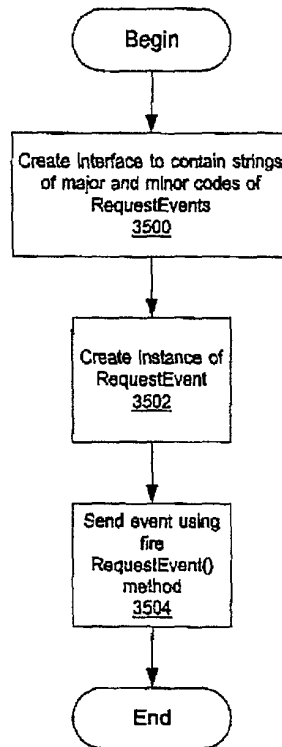 Begin
Create Interface to contain strings
of major and minor codes of
RequestEvents
3500
Create Instance of
RequestEvent
3502
Send event using
fire
RequestEvent()
method
3504
End